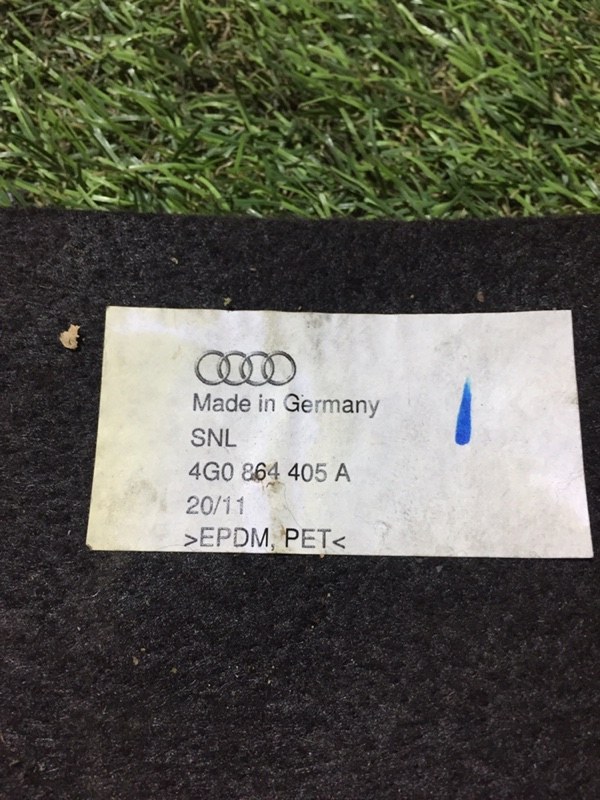 Made in Germany
SNL
4G0 864 405 A
20/11
>EPDM, PET<